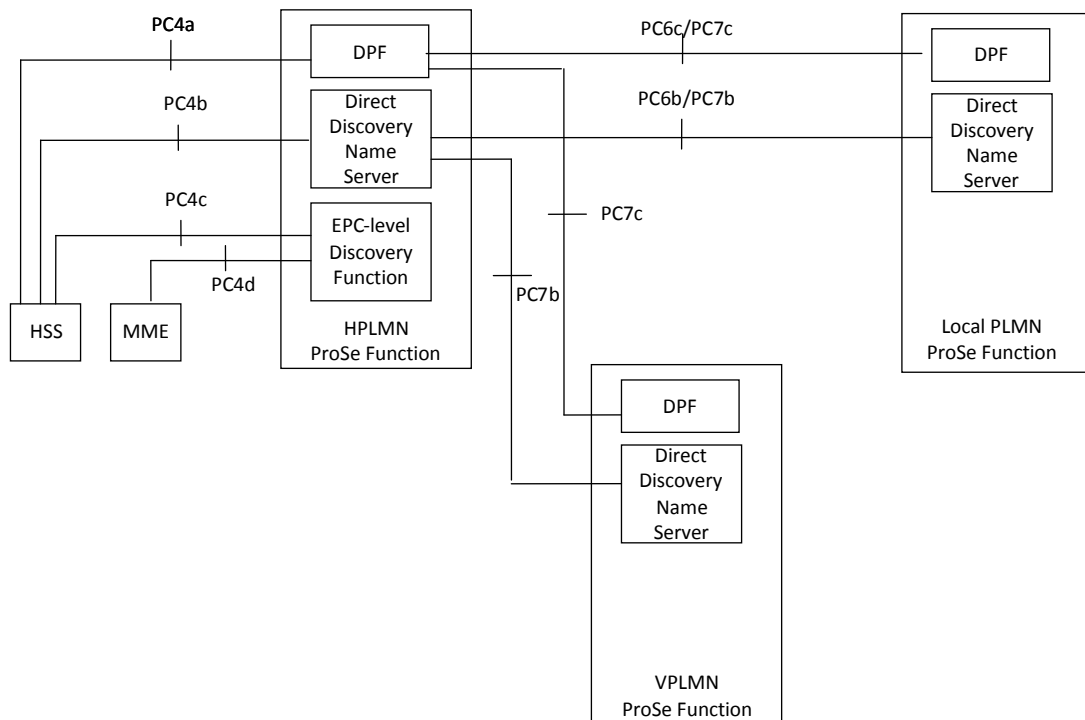 PC4a
DPF
PC6c/PC7c
DPF
PC4b
Direct
Discovery
Name
Server
PC6b/PC7b
Direct
Discovery
Name
Server
PC4c
EPC-level
Discovery
Function
PC7c
PC4d
PC7b
HSS
MME
HPLMN
ProSe Function
Local PLMN
ProSe Function
DPF
Direct
Discovery
Name
Server
VPLMN
ProSe Function